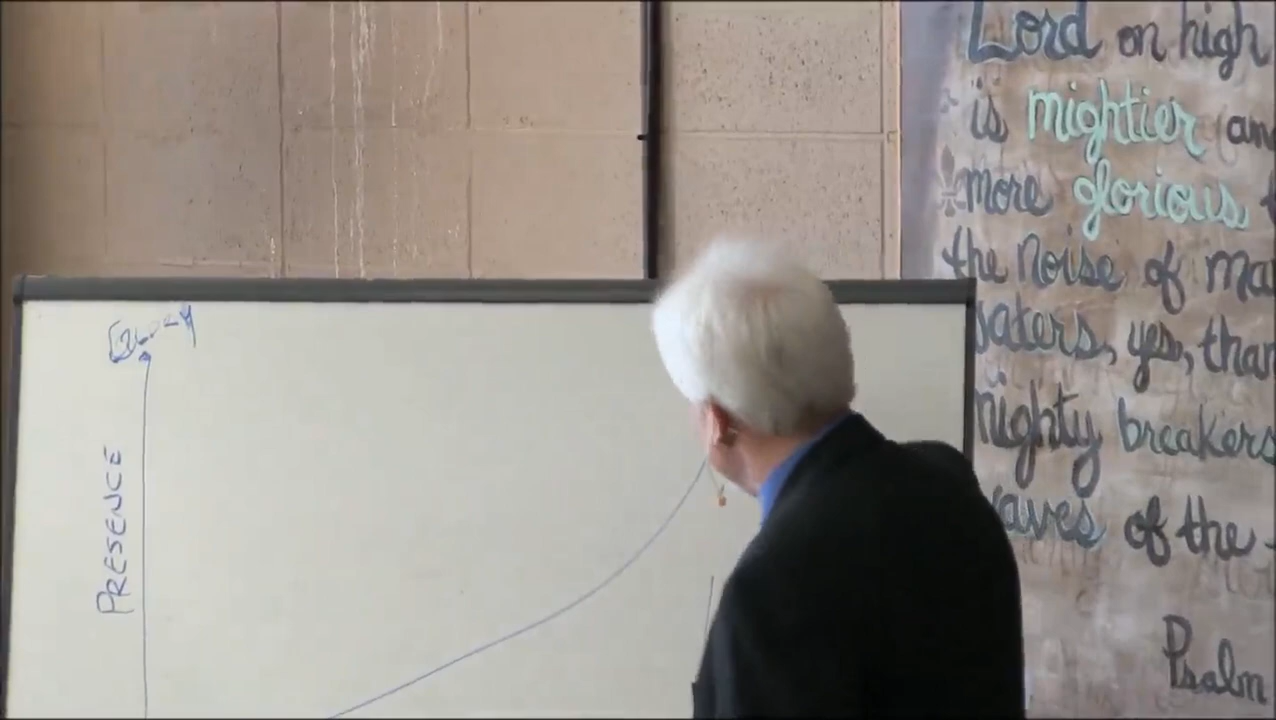 GLORY
PRESENCE
Lord on high
is mightier an
more glorious t
the noise of ma
waters, yes, than
mighty breakers
waves of the
Psalm